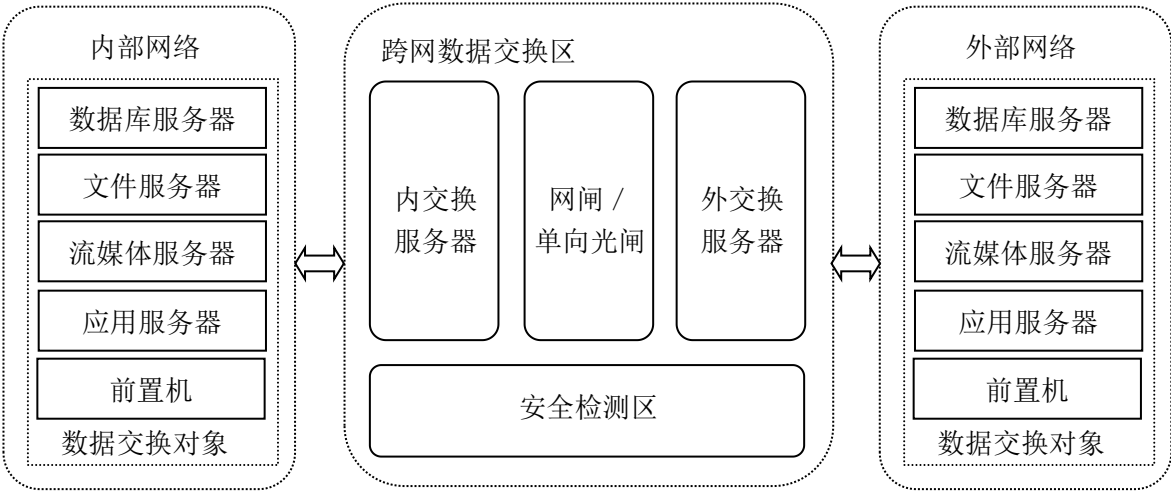 内部网络
数据库服务器
文件服务器
流媒体服务器
应用服务器
前置机
数据交换对象
跨网数据交换区
内交换
服务器
网闸 /
单向光闸
外交换
服务器
安全检测区
外部网络
数据库服务器
文件服务器
流媒体服务器
应用服务器
前置机
数据交换对象